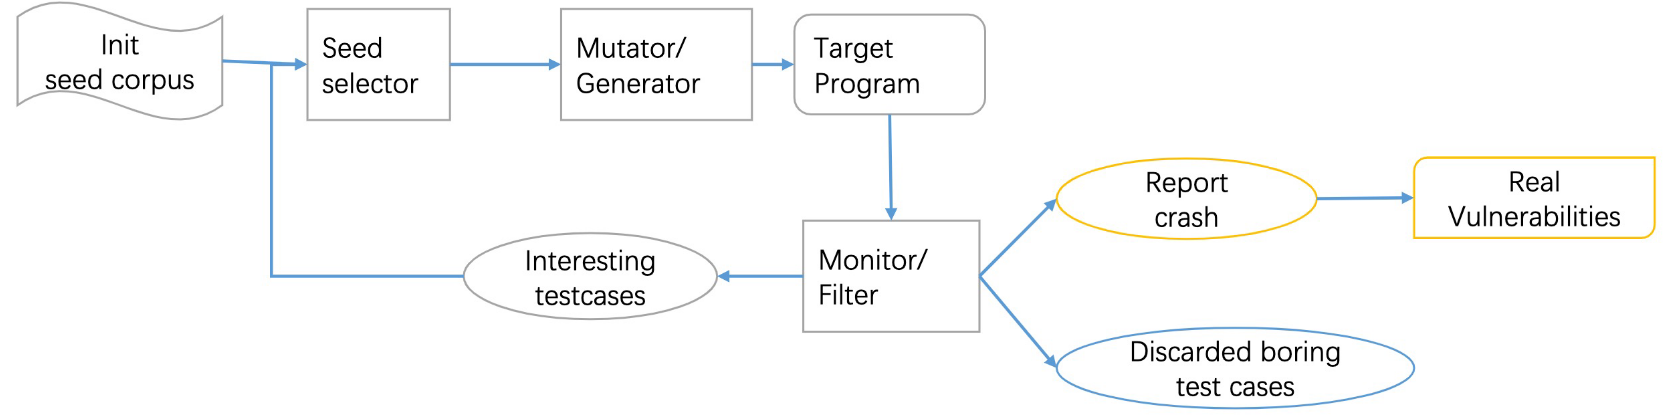 Init
seed corpus
Seed
selector
Mutator/
Generator
Target
Program
Report
crash
Real
Vulnerabilities
Interesting
testcases
Monitor/
Filter
Discarded boring
test cases